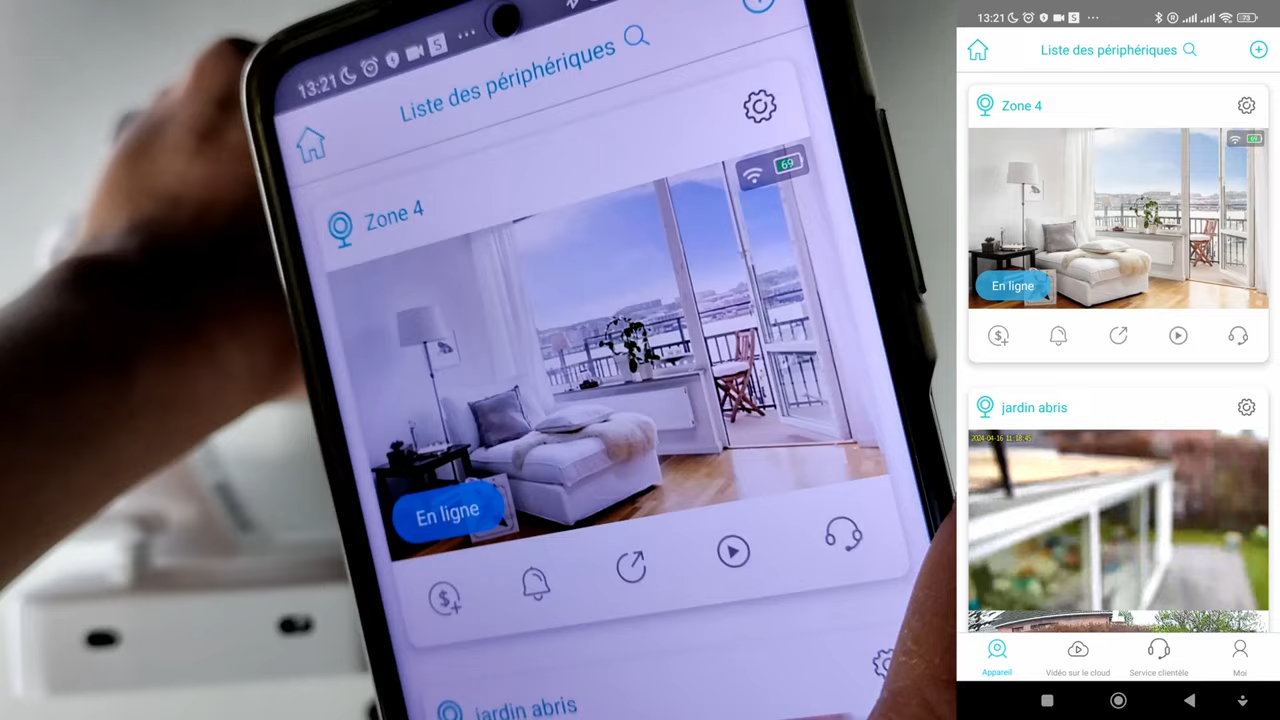 13:21 S ...
Liste des périphériques
Zone 4
69
En ligne
$+
jardin abris
13:21 S ... R 73
Liste des périphériques
Zone 4
En ligne
$+
jardin abris
2024-04-16 11:18:45
Appareil
Vidéo sur le cloud
Service clientèle
Moi